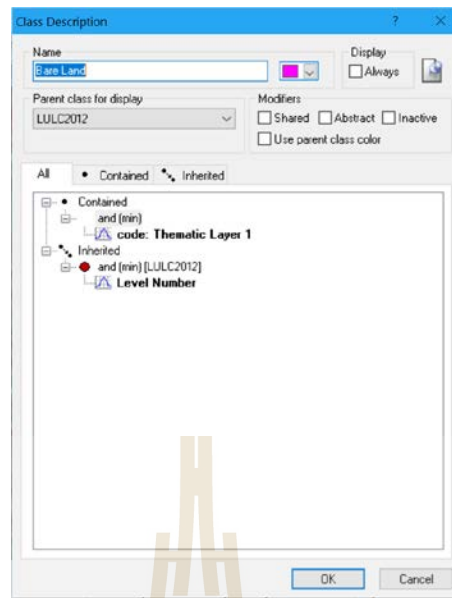 Class Description ? ×
Name
Bare Land
Display
Always
Parent class for display
LULC2012
Modifiers
Shared Abstract Inactive
Use parent class color
All • Contained Inherited
• Contained
and (min)
code: Thematic Layer 1
Inherited
and (min) [LULC2012]
Level Number
OK Cancel